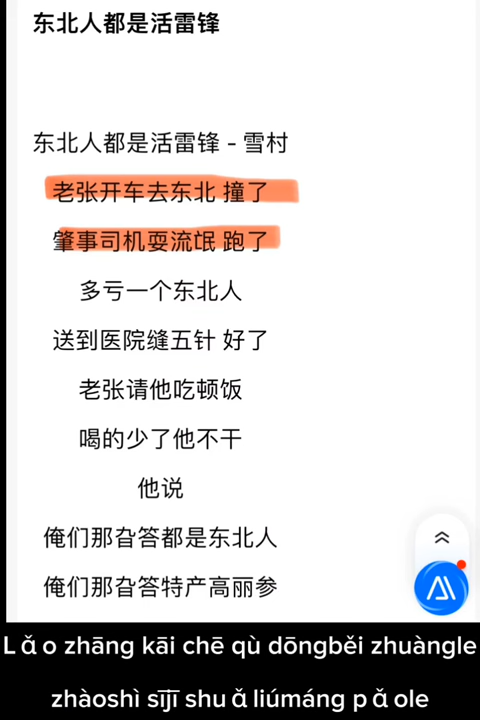 东北人都是活雷锋
东北人都是活雷锋 - 雪村
老张开车去东北 撞了
肇事司机耍流氓 跑了
多亏一个东北人
送到医院缝五针 好了
老张请他吃顿饭
喝的少了他不干
他说
俺们那旮答都是东北人
俺们那旮答特产高丽参
Lǎo zhāng kāi chē qù dōngběi zhuàngle
zhàoshì sījī shuǎ liúmáng pǎole